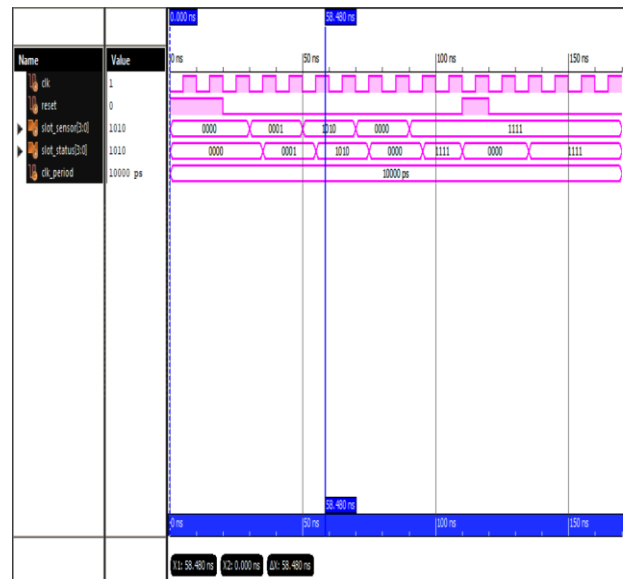 0.000 ns 58.480 ns
Name Value 0 ns 50 ns 100 ns 150 ns
clk 1
reset 0
slot_sensor[3:0] 1010 0000 0001 1010 0000 1111
slot_status[3:0] 1010 0000 0001 1010 0000 1111 0000 1111
clk_period 10000 ps 10000 ps
58.480 ns
0 ns 50 ns 100 ns 150 ns
X1: 58.480 ns X2: 0.000 ns ΔX: 58.480 ns